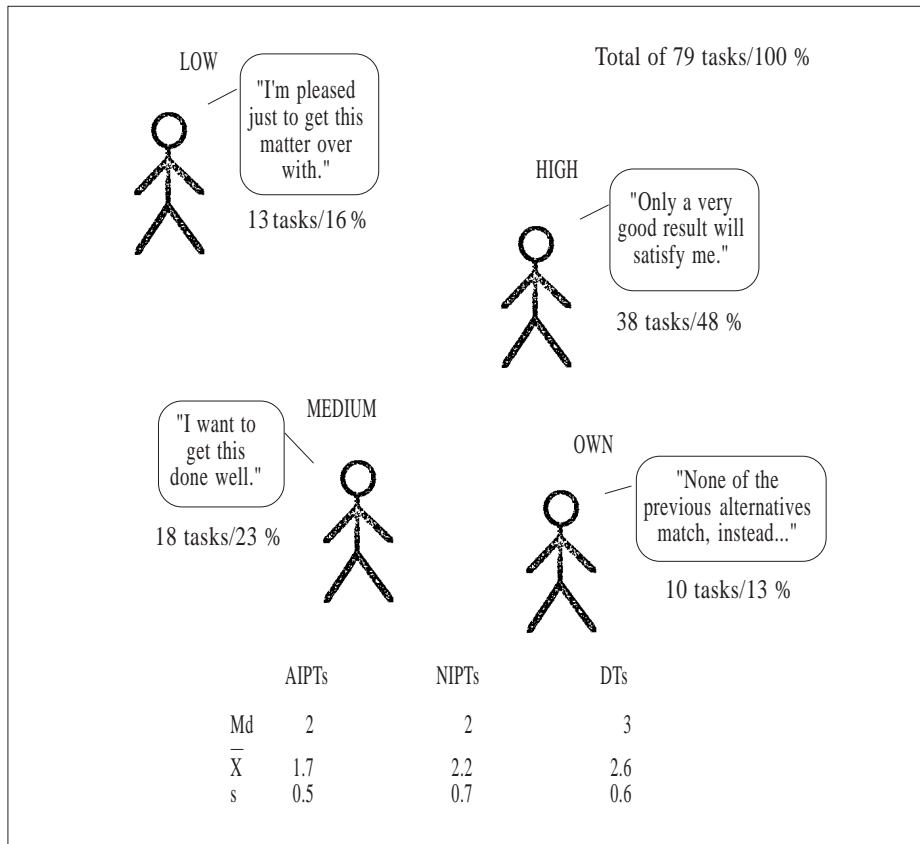 LOW
Total of 79 tasks/100 %
"I'm pleased
just to get this
matter over
with."
13 tasks/16 %
HIGH
"Only a very
good result will
satisfy me."
38 tasks/48 %
MEDIUM
"I want to
get this
done well."
18 tasks/23 %
OWN
"None of the
previous alternatives
match, instead..."
10 tasks/13 %
AIPTs NIPTs DTs
Md 2 2 3
X̅ 1.7 2.2 2.6
s 0.5 0.7 0.6